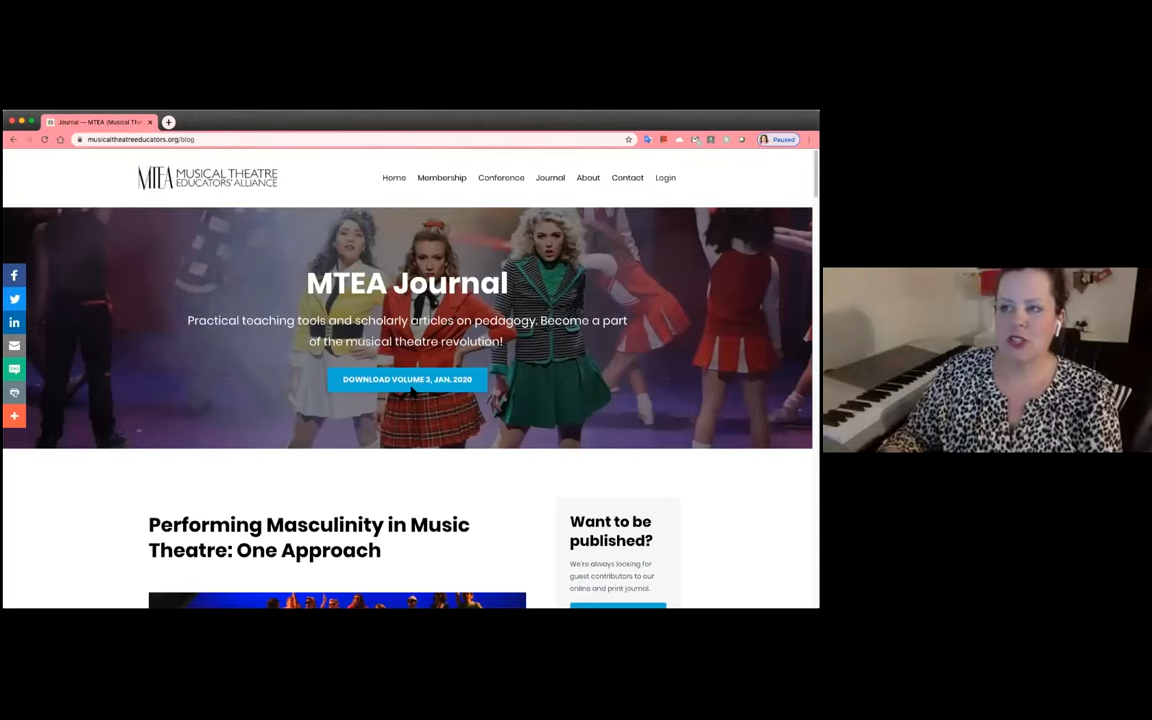 Journal — MTEA (Musical The
musicaltheatreeducators.org/blog
Paused
MTEA MUSICAL THEATRE
EDUCATORS' ALLIANCE
Home Membership Conference Journal About Contact Login
MTEA Journal
Practical teaching tools and scholarly articles on pedagogy. Become a part
of the musical theatre revolution!
DOWNLOAD VOLUME 3, JAN. 2020
Performing Masculinity in Music
Theatre: One Approach
Want to be
published?
We're always looking for
guest contributors to our
online and print journal.